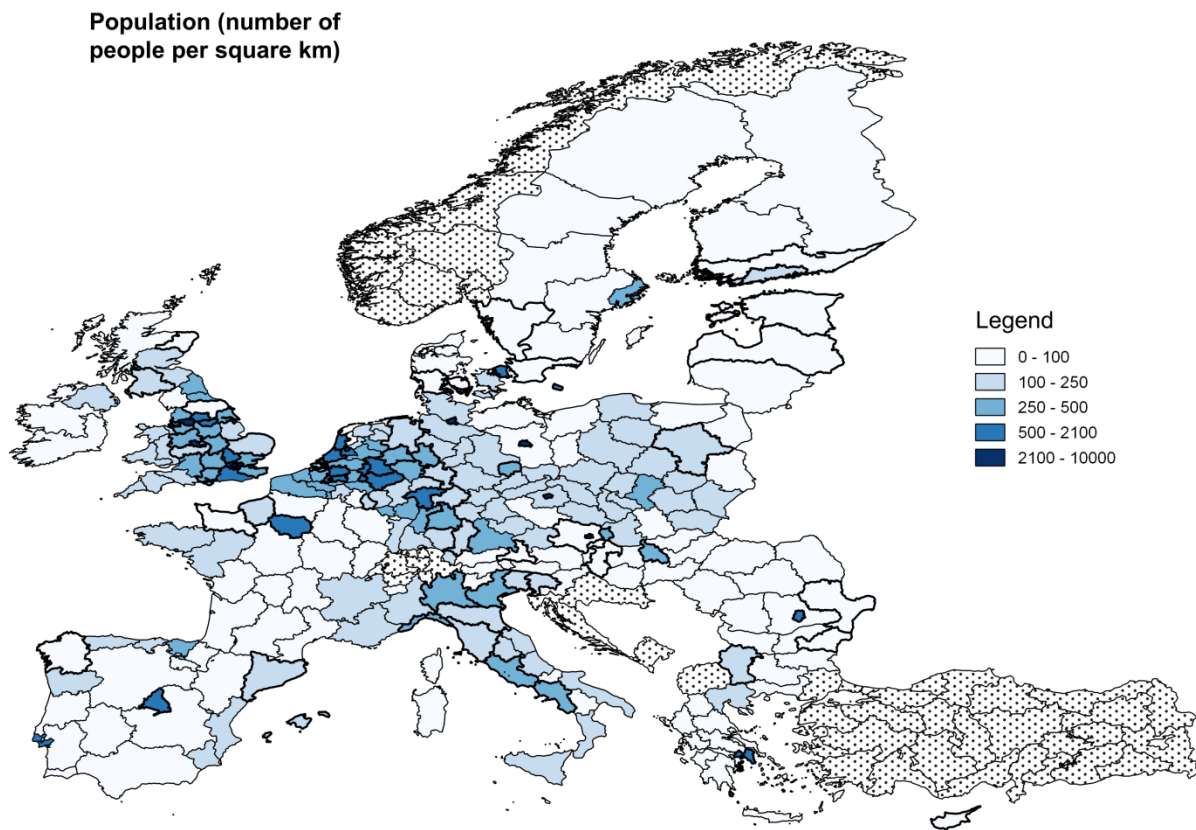 Population (number of
people per square km)
Legend
0 - 100
100 - 250
250 - 500
500 - 2100
2100 - 10000